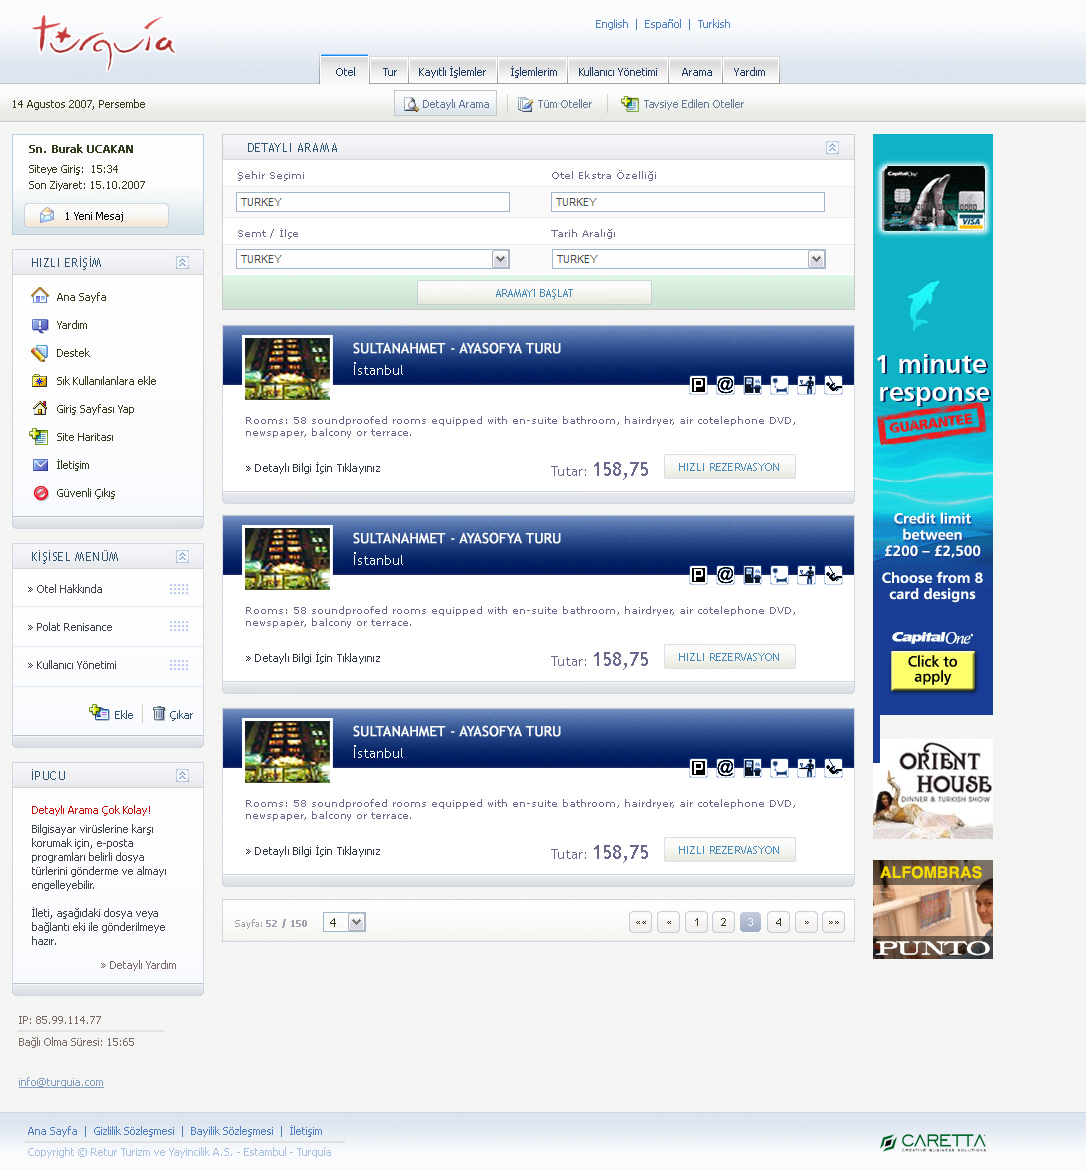 turquía
English | Español | Turkish
Otel
Tur
Kayıtlı İşlemler
İşlemlerim
Kullanıcı Yönetimi
Arama
Yardım
14 Agustos 2007, Persembe
Detaylı Arama
Tüm Oteller
Tavsiye Edilen Oteller
Sn. Burak UCAKAN
Siteye Giriş: 15:34
Son Ziyaret: 15.10.2007
1 Yeni Mesaj
HIZLI ERİŞİM
Ana Sayfa
Yardım
Destek
Sık Kullanılanlara ekle
Giriş Sayfası Yap
Site Haritası
İletişim
Güvenli Çıkış
KİŞİSEL MENÜM
» Otel Hakkında
» Polat Renisance
» Kullanıcı Yönetimi
Ekle
Çıkar
İPUCU
Detaylı Arama Çok Kolay!
Bilgisayar virüslerine karşı
korumak için, e-posta
programları belirli dosya
türlerini gönderme ve almayı
engelleyebilir.
İleti, aşağıdaki dosya veya
bağlantı eki ile gönderilmeye
hazır.
» Detaylı Yardım
IP: 85.99.114.77
Bağlı Olma Süresi: 15:65
info@turquia.com
DETAYLI ARAMA
Şehir Seçimi
Otel Ekstra Özelliği
TURKEY
TURKEY
Semt / İlçe
Tarih Aralığı
TURKEY
TURKEY
ARAMAYI BAŞLAT
SULTANAHMET - AYASOFYA TURU
İstanbul
P @
Rooms: 58 soundproofed rooms equipped with en-suite bathroom, hairdryer, air cotelephone DVD,
newspaper, balcony or terrace.
» Detaylı Bilgi İçin Tıklayınız
Tutar: 158,75
HIZLI REZERVASYON
SULTANAHMET - AYASOFYA TURU
İstanbul
P @
Rooms: 58 soundproofed rooms equipped with en-suite bathroom, hairdryer, air cotelephone DVD,
newspaper, balcony or terrace.
» Detaylı Bilgi İçin Tıklayınız
Tutar: 158,75
HIZLI REZERVASYON
SULTANAHMET - AYASOFYA TURU
İstanbul
P @
Rooms: 58 soundproofed rooms equipped with en-suite bathroom, hairdryer, air cotelephone DVD,
newspaper, balcony or terrace.
» Detaylı Bilgi İçin Tıklayınız
Tutar: 158,75
HIZLI REZERVASYON
Sayfa: 52 / 150
4
«« « 1 2 3 4 » »»
CapitalOne
VISA
1 minute
response
GUARANTEE
Credit limit
between
£200 – £2,500
Choose from 8
card designs
CapitalOne
Click to
apply
ORIENT
HOUSE
DINNER & TURKISH SHOW
ALFOMBRAS
PUNTO
Ana Sayfa | Gizlilik Sözleşmesi | Bayilik Sözleşmesi | İletişim
Copyright © Retur Turizm ve Yayincilik A.S. - Estambul - Turquía
CARETTA
CREATIVE BUSINESS SOLUTIONS